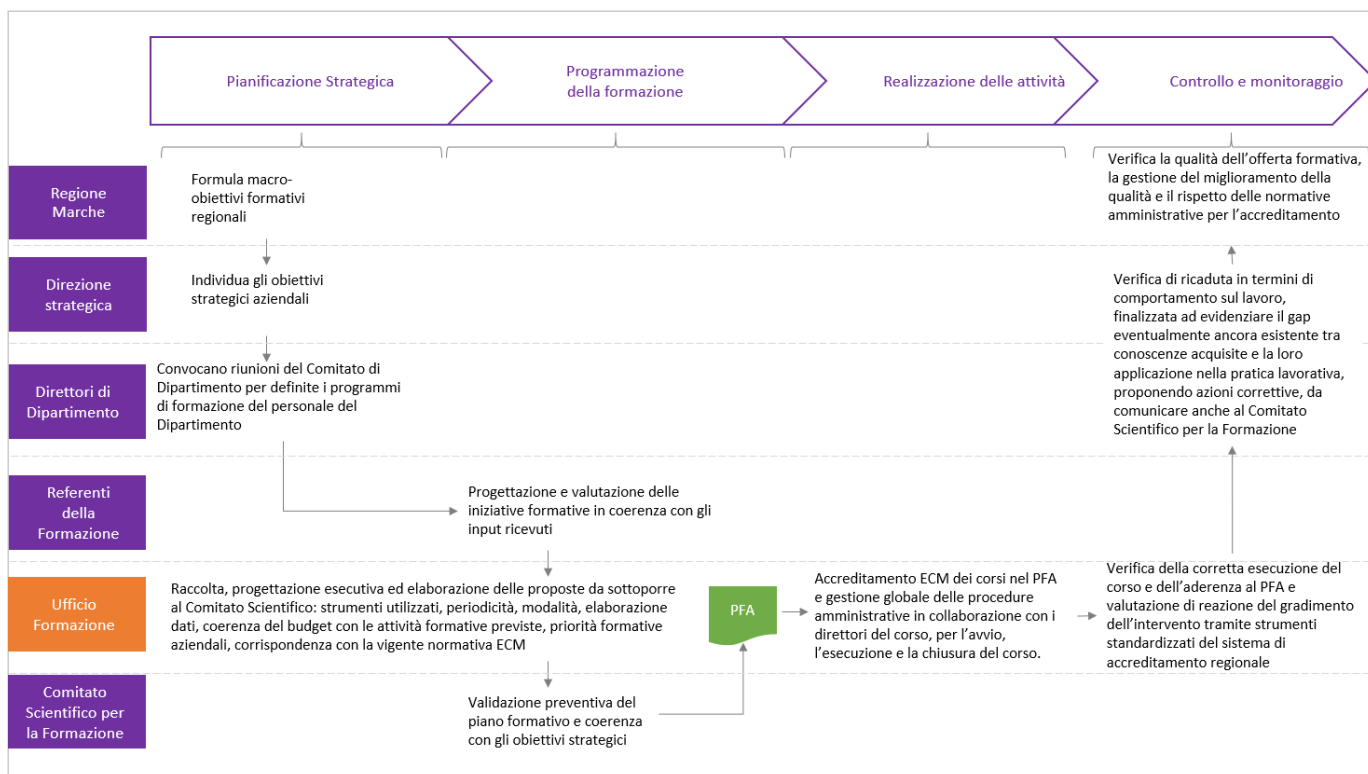 Pianificazione Strategica
Programmazione
della formazione
Realizzazione delle attività
Controllo e monitoraggio
Regione
Marche
Formula macro-
obiettivi formativi
regionali
Verifica la qualità dell'offerta formativa,
la gestione del miglioramento della
qualità e il rispetto delle normative
amministrative per l'accreditamento
Direzione
strategica
Individua gli obiettivi
strategici aziendali
Verifica di ricaduta in termini di
comportamento sul lavoro,
finalizzata ad evidenziare il gap
eventualmente ancora esistente tra
conoscenze acquisite e la loro
applicazione nella pratica lavorativa,
proponendo azioni correttive, da
comunicare anche al Comitato
Scientifico per la Formazione
Direttori di
Dipartimento
Convocano riunioni del Comitato di
Dipartimento per definite i programmi
di formazione del personale del
Dipartimento
Referenti
della
Formazione
Progettazione e valutazione delle
iniziative formative in coerenza con gli
input ricevuti
Ufficio
Formazione
Raccolta, progettazione esecutiva ed elaborazione delle proposte da sottoporre
al Comitato Scientifico: strumenti utilizzati, periodicità, modalità, elaborazione
dati, coerenza del budget con le attività formative previste, priorità formative
aziendali, corrispondenza con la vigente normativa ECM
PFA
Accreditamento ECM dei corsi nel PFA
e gestione globale delle procedure
amministrative in collaborazione con i
direttori del corso, per l'avvio,
l'esecuzione e la chiusura del corso.
Verifica della corretta esecuzione del
corso e dell'aderenza al PFA e
valutazione di reazione del gradimento
dell'intervento tramite strumenti
standardizzati del sistema di
accreditamento regionale
Comitato
Scientifico per
la Formazione
Validazione preventiva del
piano formativo e coerenza
con gli obiettivi strategici